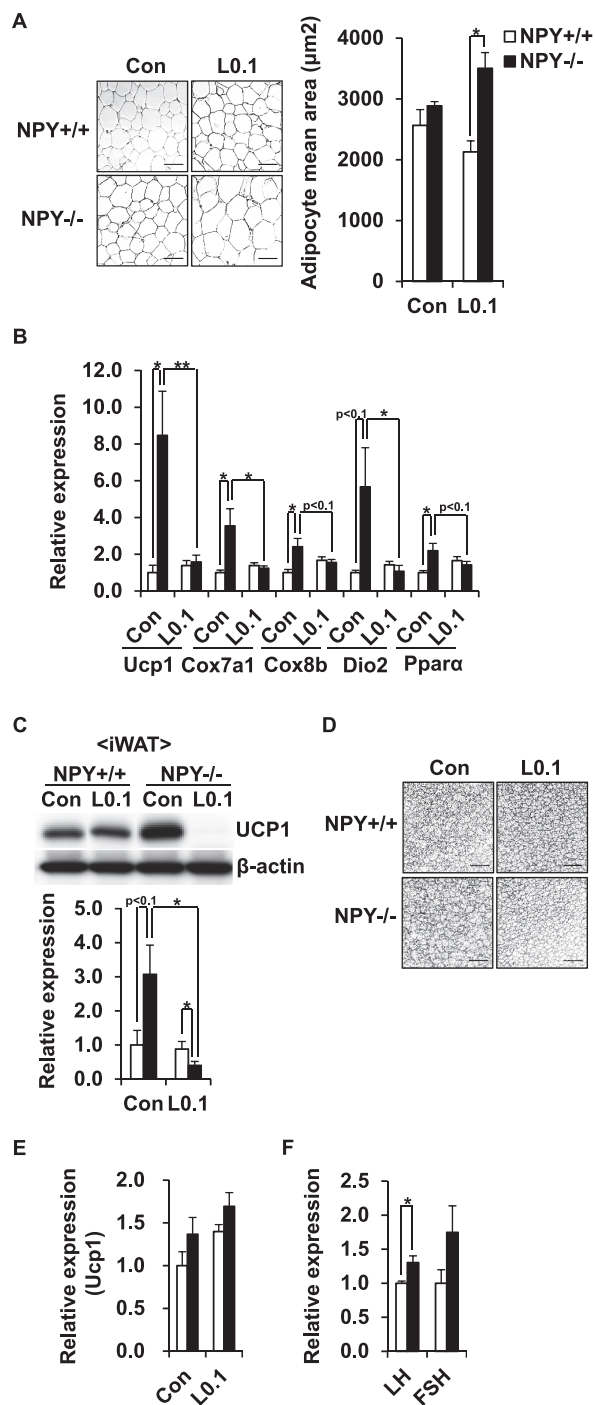 A
Con L0.1
NPY+/+
NPY-/-
Adipocyte mean area (μm2)
4000
3000
2000
1000
0
*
NPY+/+
NPY-/-
Con L0.1
B
Relative expression
12.0
10.0
8.0
6.0
4.0
2.0
0.0
* **
* *
* p<0.1
p<0.1 *
* p<0.1
Con L0.1 Con L0.1 Con L0.1 Con L0.1 Con L0.1
Ucp1 Cox7a1 Cox8b Dio2 Pparα
C
<iWAT>
NPY+/+ NPY-/-
Con L0.1 Con L0.1
UCP1
β-actin
Relative expression
5.0
4.0
3.0
2.0
1.0
0.0
p<0.1 *
*
Con L0.1
D
Con L0.1
NPY+/+
NPY-/-
E
Relative expression
(Ucp1)
2.0
1.5
1.0
0.5
0.0
Con L0.1
F
Relative expression
2.5
2.0
1.5
1.0
0.5
0.0
*
LH FSH